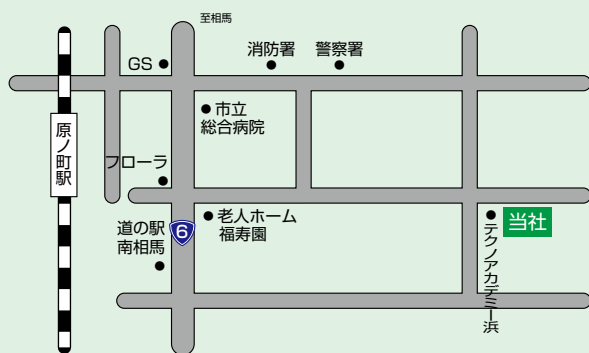 至相馬
GS
消防署
警察署
市立
総合病院
原ノ町駅
フローラ
道の駅
南相馬
6
老人ホーム
福寿園
当社
テクノアカデミー浜